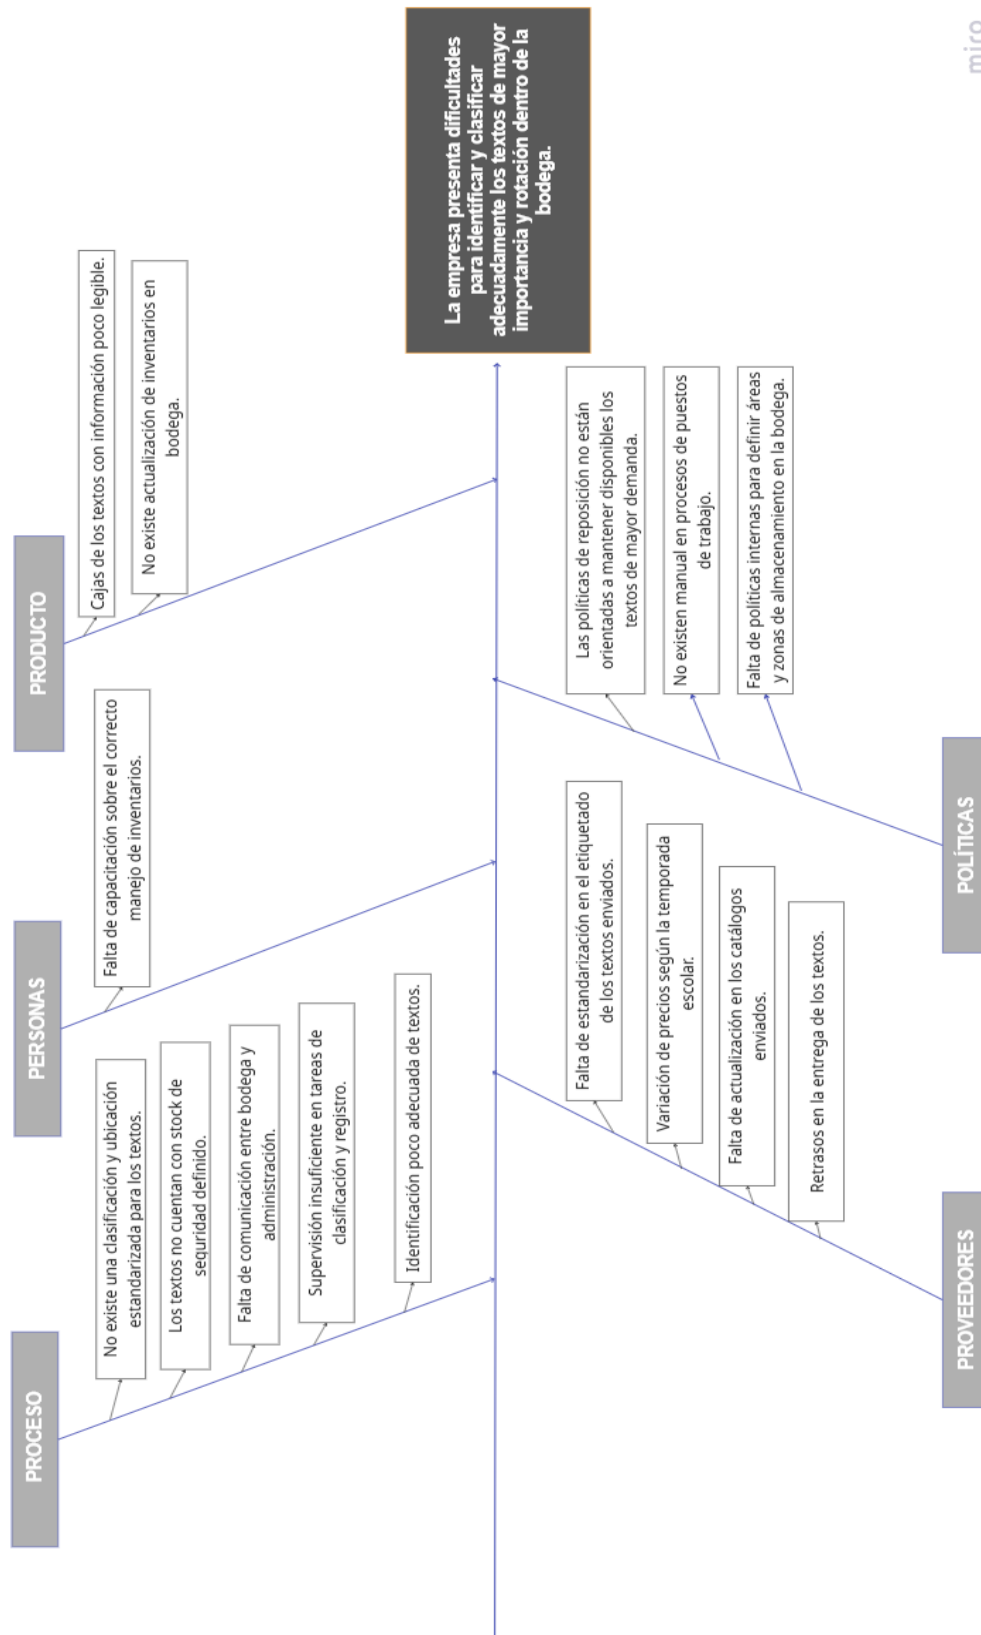 PROCESO
No existe una clasificación y ubicación
estandarizada para los textos.
Los textos no cuentan con stock de
seguridad definido.
Falta de comunicación entre bodega y
administración.
Supervisión insuficiente en tareas de
clasificación y registro.
Identificación poco adecuada de textos.
PERSONAS
Falta de capacitación sobre el correcto
manejo de inventarios.
PRODUCTO
Cajas de los textos con información poco legible.
No existe actualización de inventarios en
bodega.
La empresa presenta dificultades
para identificar y clasificar
adecuadamente los textos de mayor
importancia y rotación dentro de la
bodega.
PROVEEDORES
Falta de estandarización en el etiquetado
de los textos enviados.
Variación de precios según la temporada
escolar.
Falta de actualización en los catálogos
enviados.
Retrasos en la entrega de los textos.
POLÍTICAS
Las políticas de reposición no están
orientadas a mantener disponibles los
textos de mayor demanda.
No existen manual en procesos de puestos
de trabajo.
Falta de políticas internas para definir áreas
y zonas de almacenamiento en la bodega.
miro